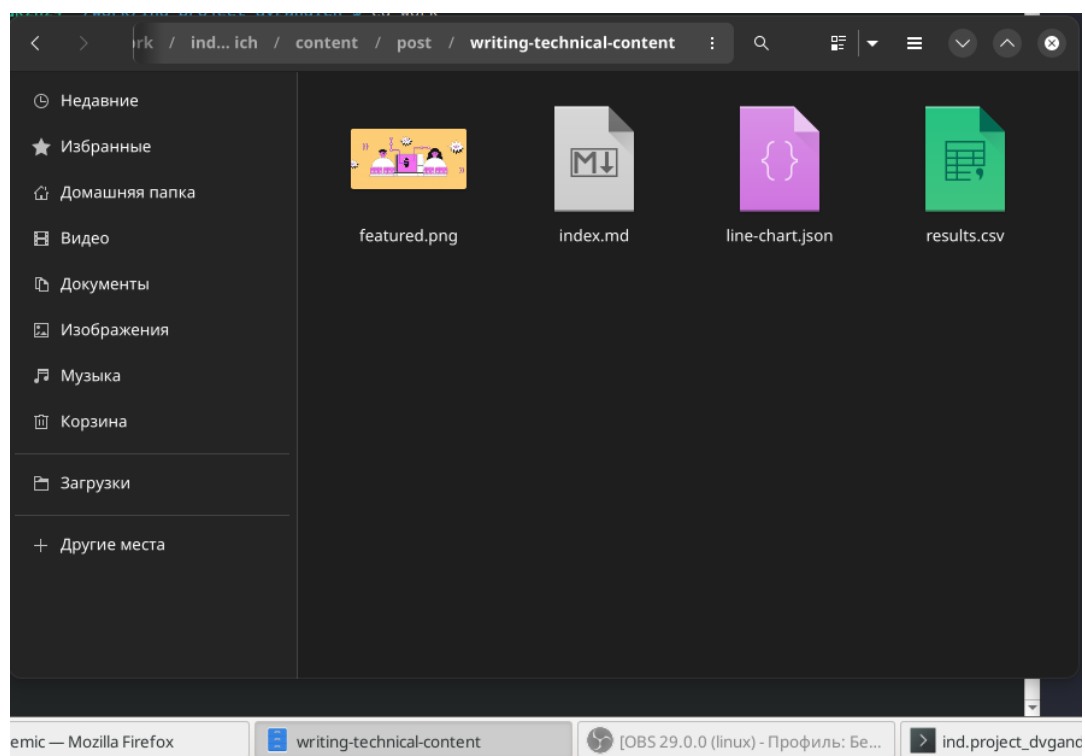 rk / ind... ich / content / post / writing-technical-content
Недавние
Избранные
Домашняя папка
Видео
Документы
Изображения
Музыка
Корзина
Загрузки
Другие места
featured.png
index.md
line-chart.json
results.csv
emic — Mozilla Firefox
writing-technical-content
[OBS 29.0.0 (linux) - Профиль: Бе...
ind.project_dvganc